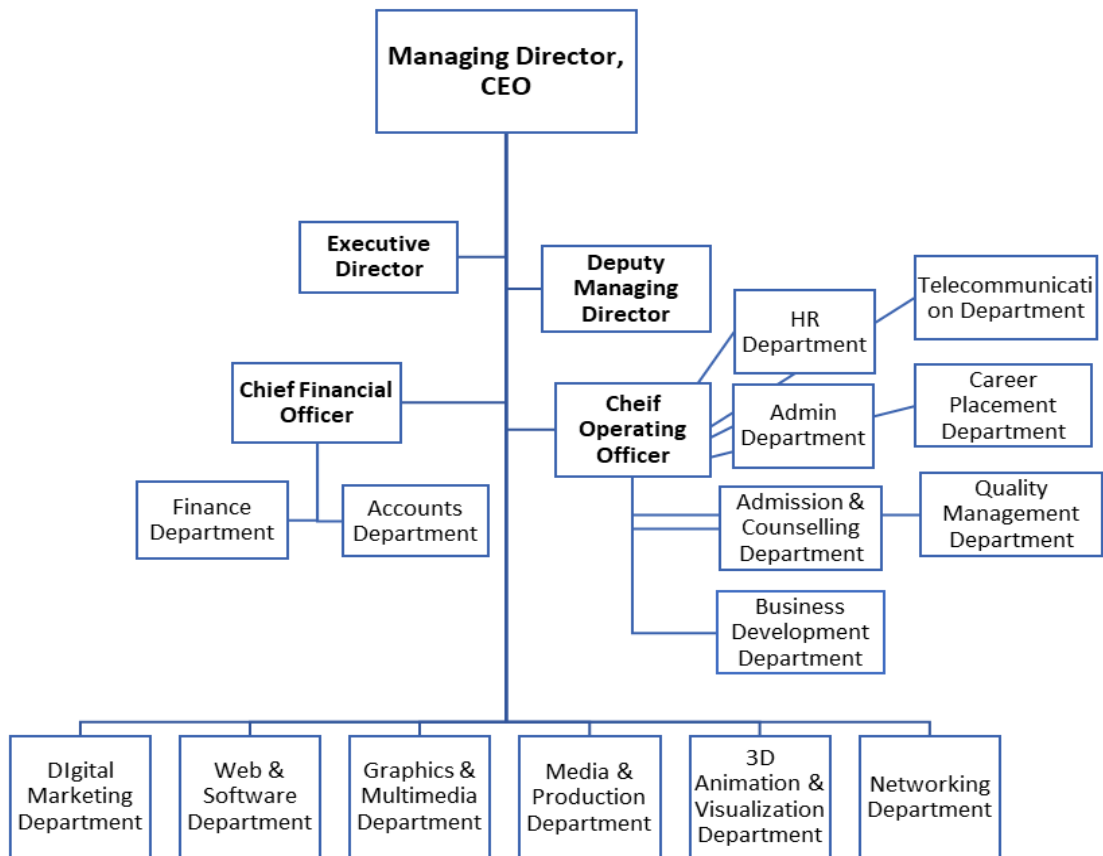 Managing Director,
CEO
Executive
Director
Deputy
Managing
Director
HR
Department
Telecommunicati
on Department
Chief Financial
Officer
Cheif
Operating
Officer
Admin
Department
Career
Placement
Department
Finance
Department
Accounts
Department
Admission &
Counselling
Department
Quality
Management
Department
Business
Development
Department
DIgital
Marketing
Department
Web &
Software
Department
Graphics &
Multimedia
Department
Media &
Production
Department
3D
Animation &
Visualization
Department
Networking
Department